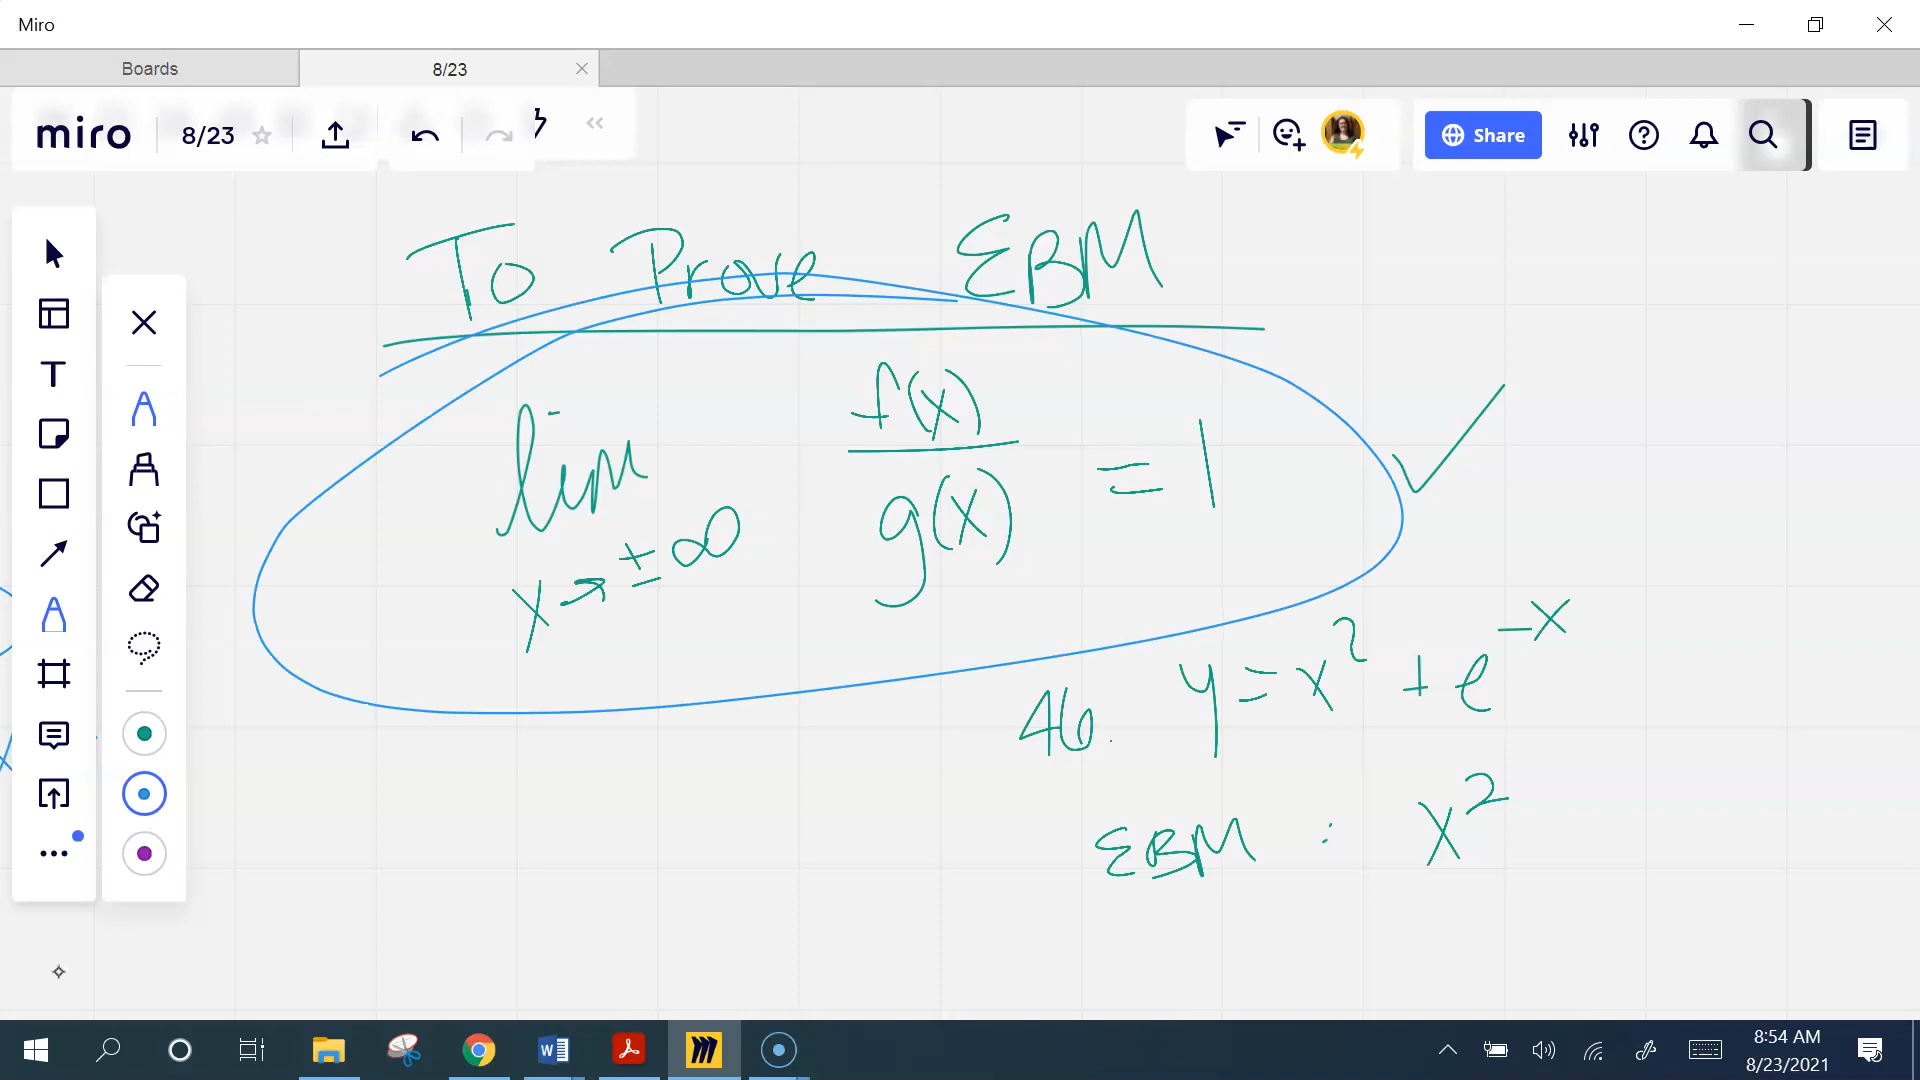 Miro
Boards 8/23
miro 8/23 Share
To Prove EBM
lim x→±∞ f(x)/g(x) = 1 ✓
46. y = x² + e⁻ˣ
EBM : x²
8:54 AM
8/23/2021